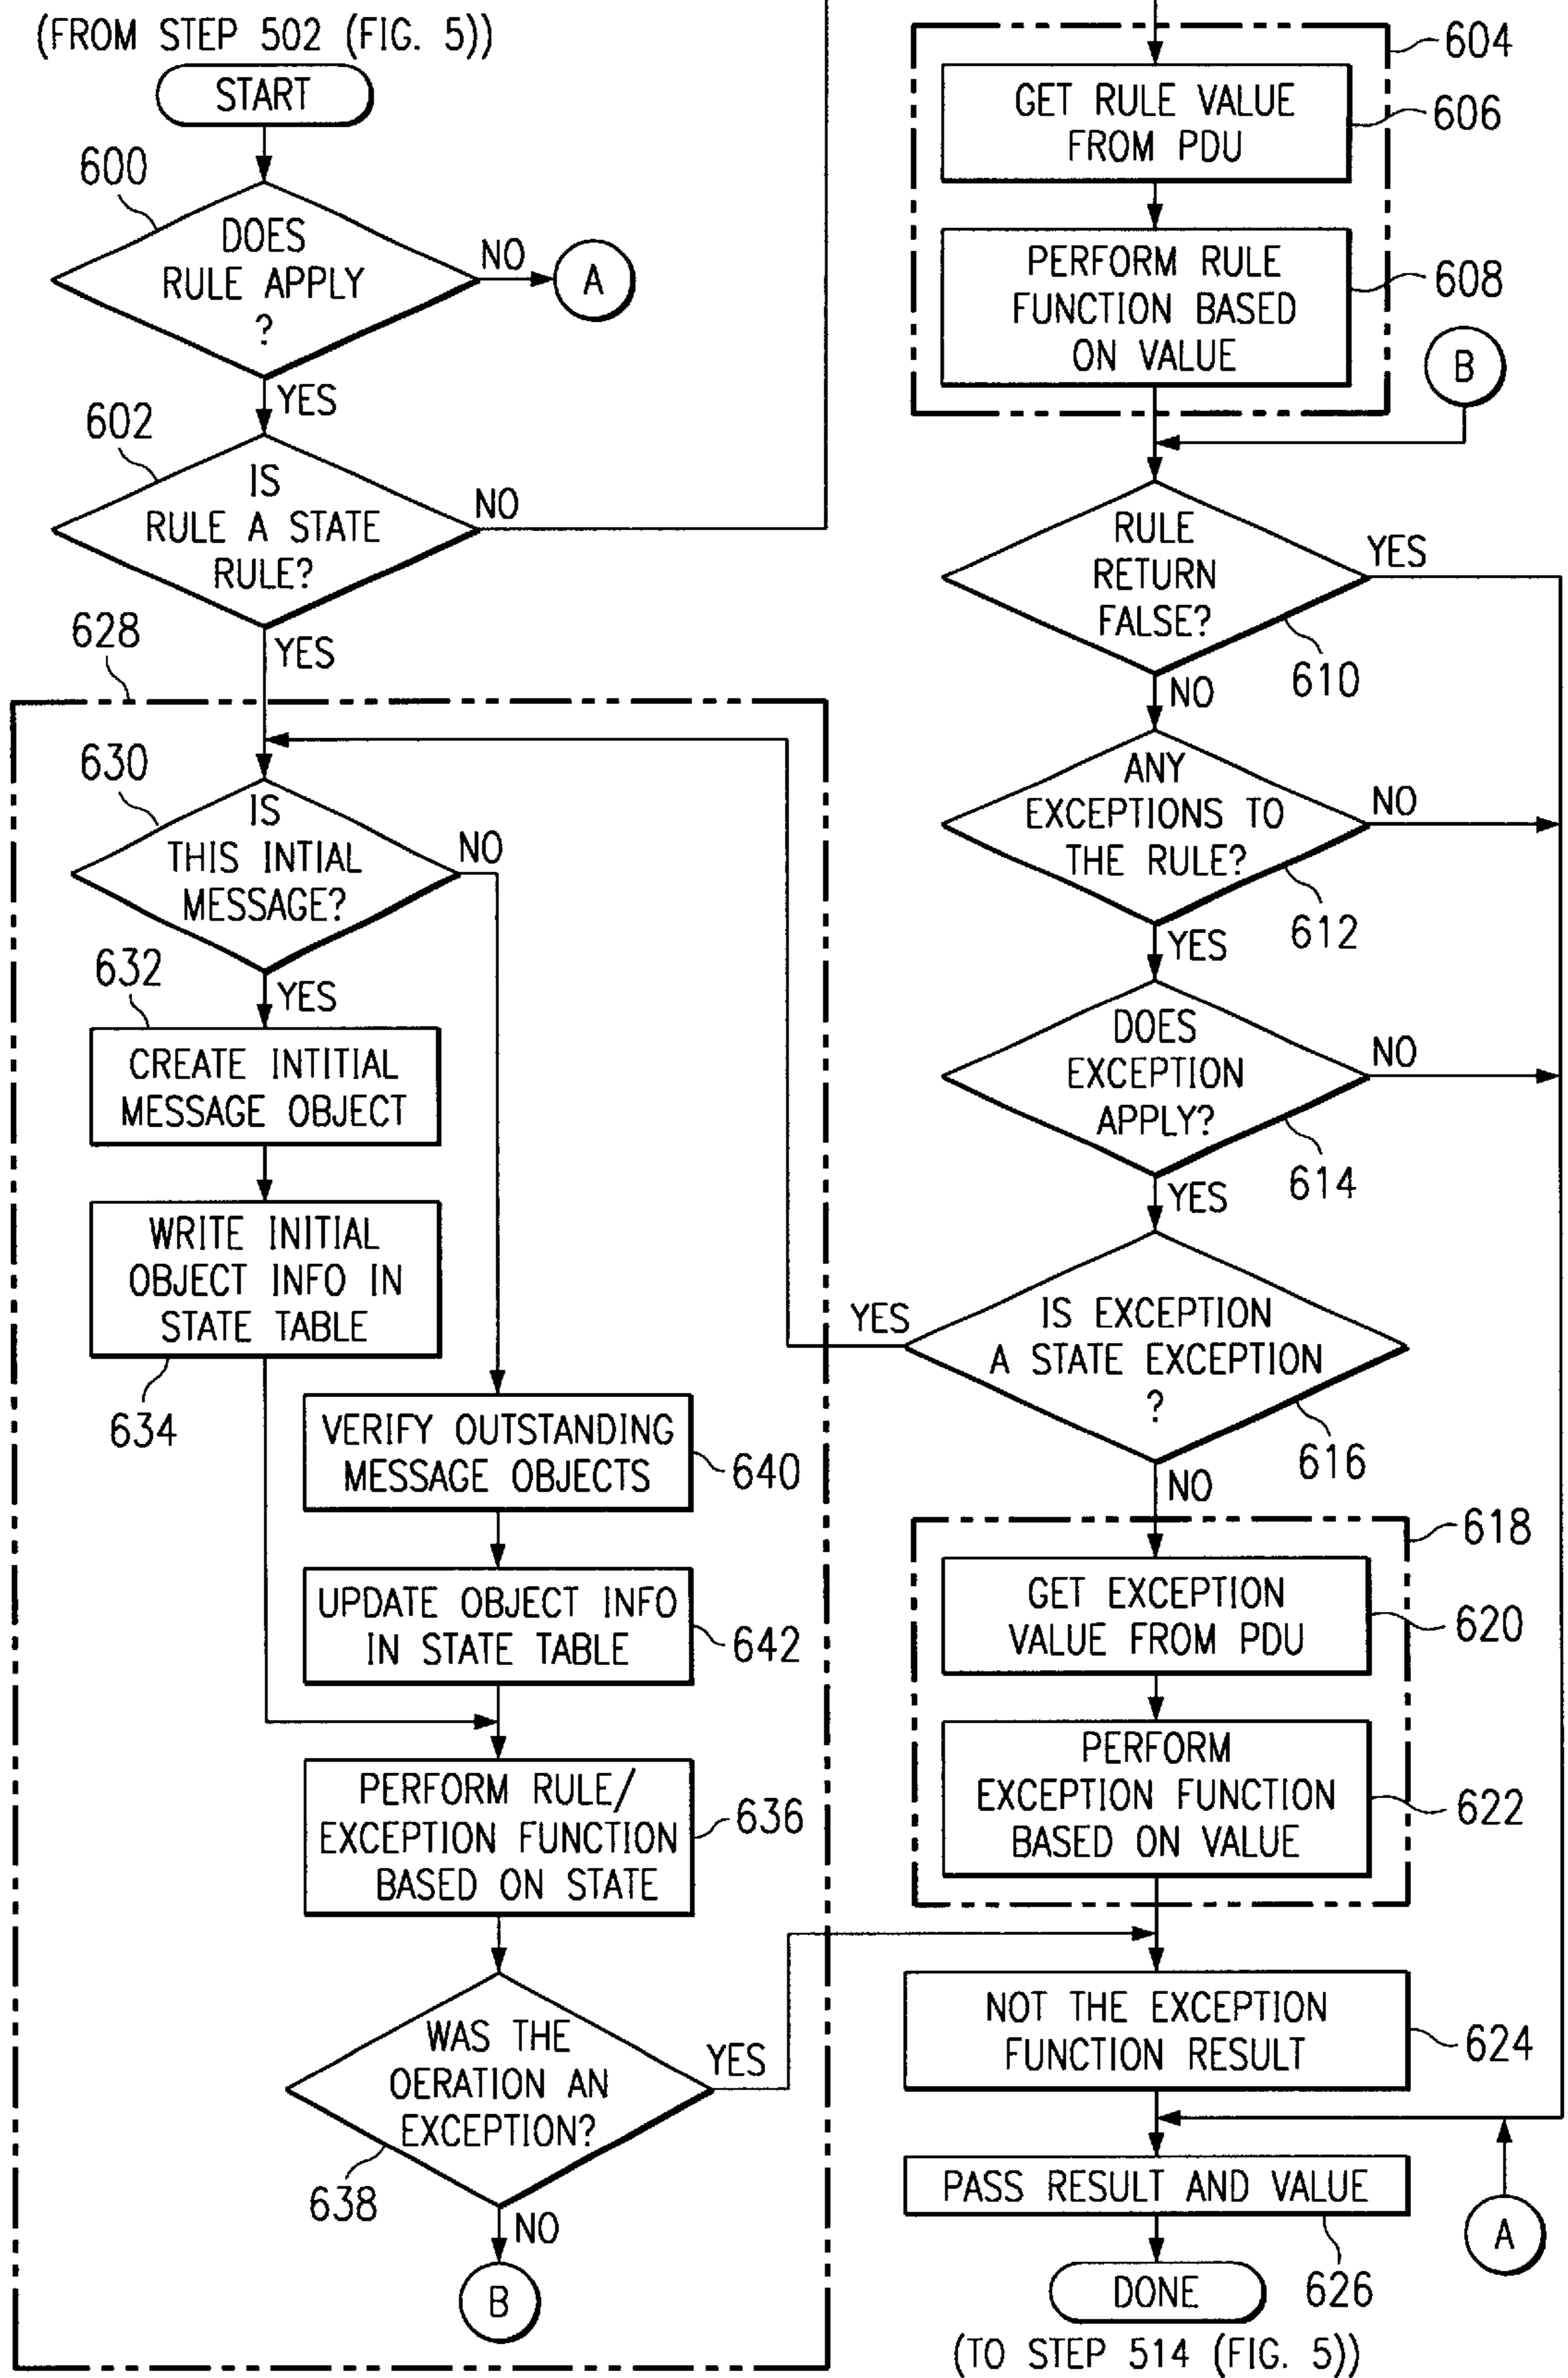 (FROM STEP 502 (FIG. 5))
START
600
DOES
RULE APPLY
?
NO
A
YES
602
IS
RULE A STATE
RULE?
NO
YES
628
630
IS
THIS INTIAL
MESSAGE?
NO
YES
632
CREATE INTITIAL
MESSAGE OBJECT
WRITE INITIAL
OBJECT INFO IN
STATE TABLE
634
VERIFY OUTSTANDING
MESSAGE OBJECTS
640
UPDATE OBJECT INFO
IN STATE TABLE
642
PERFORM RULE/
EXCEPTION FUNCTION
BASED ON STATE
636
WAS THE
OERATION AN
EXCEPTION?
YES
638
NO
B
604
GET RULE VALUE
FROM PDU
606
PERFORM RULE
FUNCTION BASED
ON VALUE
608
B
RULE
RETURN
FALSE?
YES
610
NO
ANY
EXCEPTIONS TO
THE RULE?
NO
612
YES
DOES
EXCEPTION
APPLY?
NO
614
YES
IS EXCEPTION
A STATE EXCEPTION
?
YES
616
NO
618
GET EXCEPTION
VALUE FROM PDU
620
PERFORM
EXCEPTION FUNCTION
BASED ON VALUE
622
NOT THE EXCEPTION
FUNCTION RESULT
624
PASS RESULT AND VALUE
A
626
DONE
(TO STEP 514 (FIG. 5))